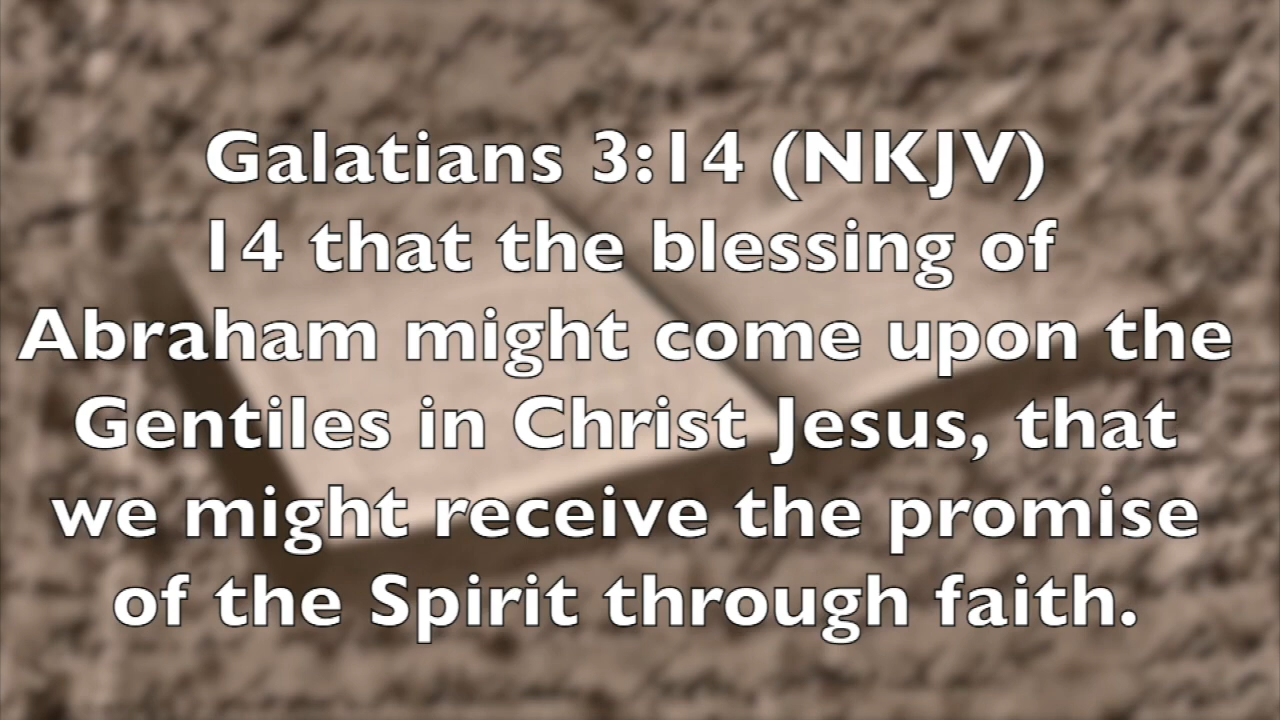 Galatians 3:14 (NKJV)
14 that the blessing of
Abraham might come upon the
Gentiles in Christ Jesus, that
we might receive the promise
of the Spirit through faith.